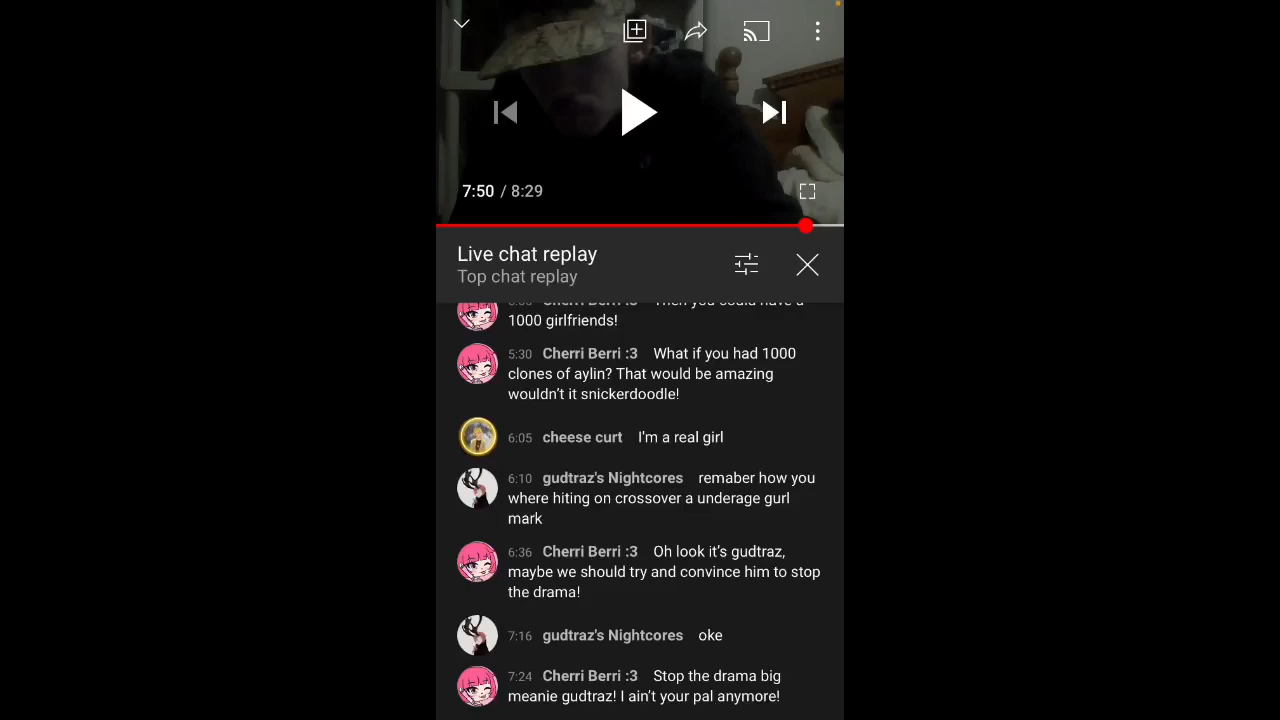 7:50 / 8:29
Live chat replay
Top chat replay
Cherri Berri :3 Then you could have a
1000 girlfriends!
5:30 Cherri Berri :3 What if you had 1000
clones of aylin? That would be amazing
wouldn't it snickerdoodle!
6:05 cheese curt I'm a real girl
6:10 gudtraz's Nightcores remaber how you
where hiting on crossover a underage gurl
mark
6:36 Cherri Berri :3 Oh look it's gudtraz,
maybe we should try and convince him to stop
the drama!
7:16 gudtraz's Nightcores oke
7:24 Cherri Berri :3 Stop the drama big
meanie gudtraz! I ain't your pal anymore!